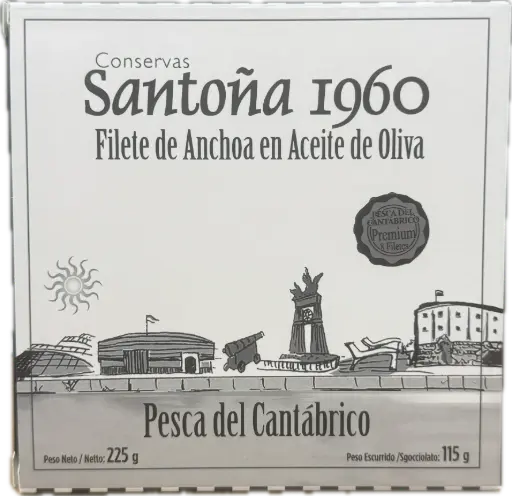 Conservas
Santoña 1960
Filete de Anchoa en Aceite de Oliva
PESCA DEL
CANTÁBRICO
Premium
Pesca del Cantábrico
Peso Neto / Netto: 225 g
Peso Escurrido /Sgocciolato: 115 g